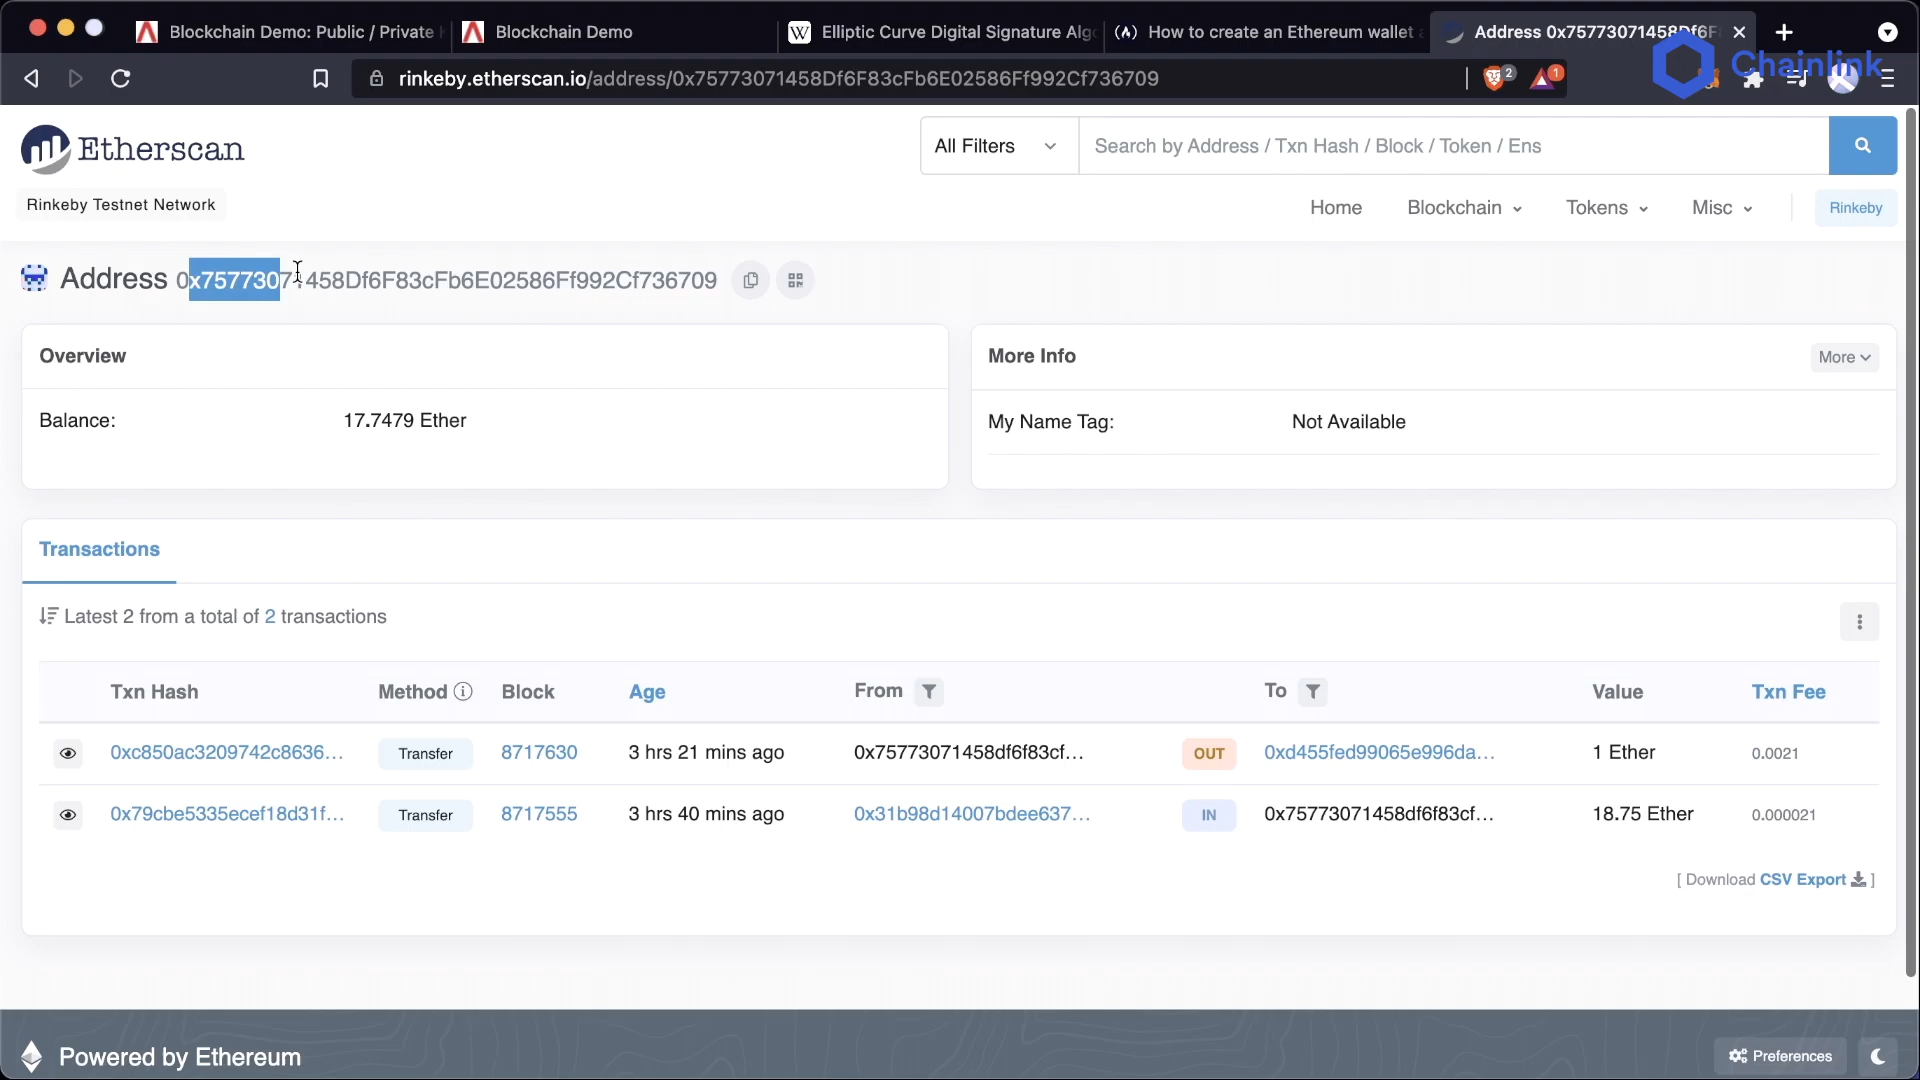 Blockchain Demo: Public / Private
Blockchain Demo
Elliptic Curve Digital Signature Algo
How to create an Ethereum wallet
Address 0x75773071458Df6F
rinkeby.etherscan.io/address/0x75773071458Df6F83cFb6E02586Ff992Cf736709
2
1
Chainlink
Etherscan
All Filters
Search by Address / Txn Hash / Block / Token / Ens
Rinkeby Testnet Network
Home
Blockchain
Tokens
Misc
Rinkeby
Address 0x75773071458Df6F83cFb6E02586Ff992Cf736709
Overview
More Info
More
Balance: 17.7479 Ether
My Name Tag: Not Available
Transactions
Latest 2 from a total of 2 transactions
Txn Hash Method Block Age From To Value Txn Fee
0xc850ac3209742c8636... Transfer 8717630 3 hrs 21 mins ago 0x75773071458df6f83cf... OUT 0xd455fed99065e996da... 1 Ether 0.0021
0x79cbe5335ecef18d31f... Transfer 8717555 3 hrs 40 mins ago 0x31b98d14007bdee637... IN 0x75773071458df6f83cf... 18.75 Ether 0.000021
[ Download CSV Export ]
Powered by Ethereum
Preferences